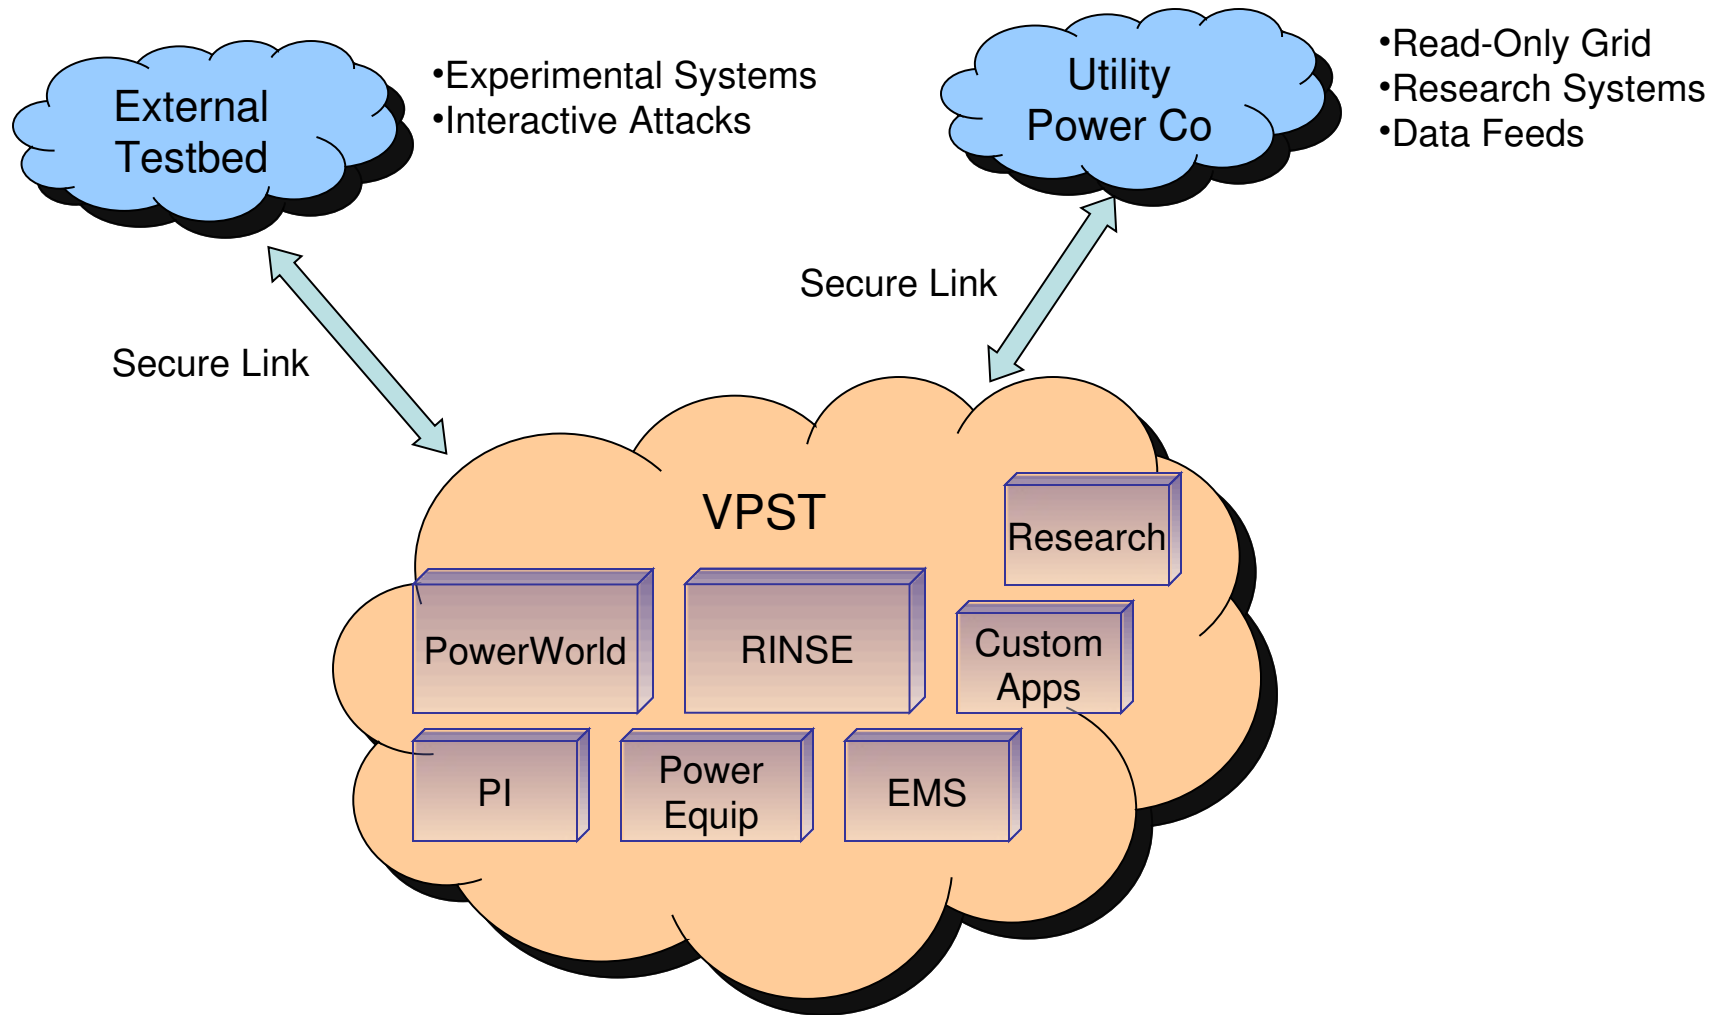 External
Testbed
•Experimental Systems
•Interactive Attacks
Utility
Power Co
•Read-Only Grid
•Research Systems
•Data Feeds
Secure Link
Secure Link
VPST
Research
PowerWorld
RINSE
Custom
Apps
PI
Power
Equip
EMS